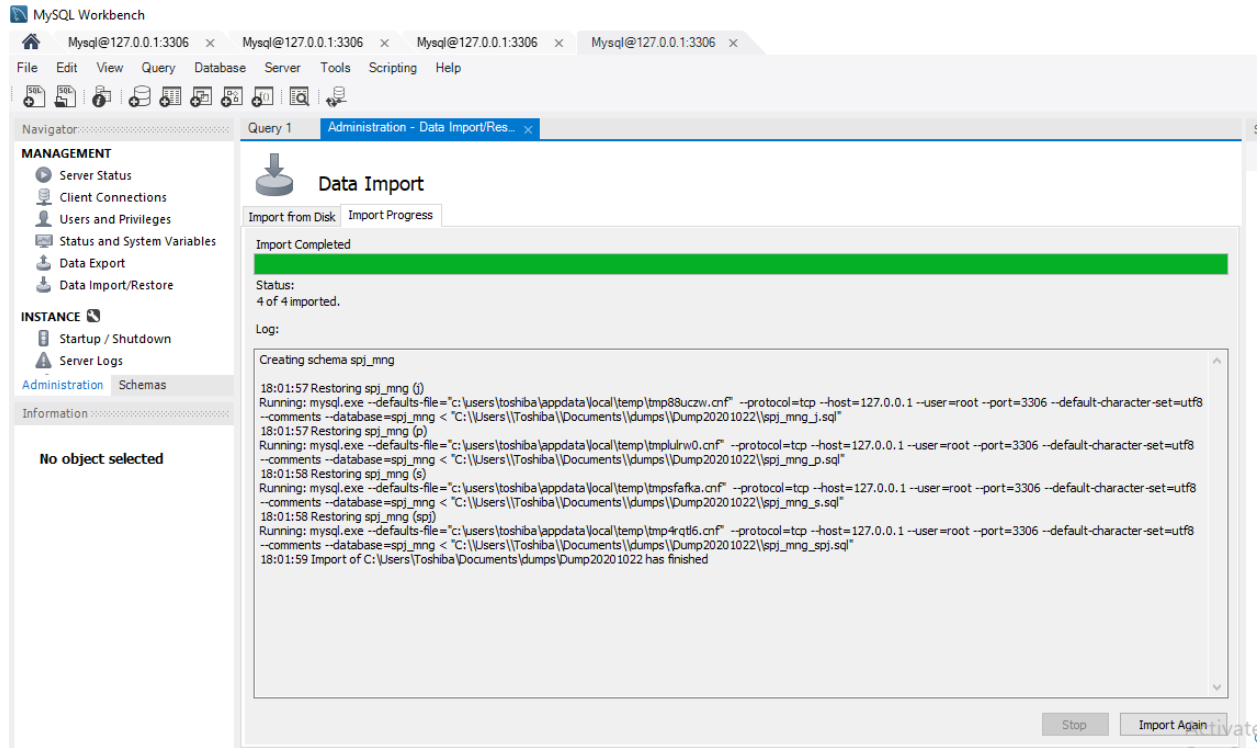 MySQL Workbench
Mysql@127.0.0.1:3306 × Mysql@127.0.0.1:3306 × Mysql@127.0.0.1:3306 × Mysql@127.0.0.1:3306 ×
File Edit View Query Database Server Tools Scripting Help
Navigator
MANAGEMENT
Server Status
Client Connections
Users and Privileges
Status and System Variables
Data Export
Data Import/Restore
INSTANCE
Startup / Shutdown
Server Logs
Administration Schemas
Information
No object selected
Query 1 Administration - Data Import/Res... ×
Data Import
Import from Disk Import Progress
Import Completed
Status:
4 of 4 imported.
Log:
Creating schema spj_mng
18:01:57 Restoring spj_mng (j)
Running: mysql.exe --defaults-file="c:\users\toshiba\appdata\local\temp\tmp88uczw.cnf" --protocol=tcp --host=127.0.0.1 --user=root --port=3306 --default-character-set=utf8
--comments --database=spj_mng < "C:\\Users\\Toshiba\\Documents\\dumps\\Dump20201022\\spj_mng_j.sql"
18:01:57 Restoring spj_mng (p)
Running: mysql.exe --defaults-file="c:\users\toshiba\appdata\local\temp\tmplulrw0.cnf" --protocol=tcp --host=127.0.0.1 --user=root --port=3306 --default-character-set=utf8
--comments --database=spj_mng < "C:\\Users\\Toshiba\\Documents\\dumps\\Dump20201022\\spj_mng_p.sql"
18:01:58 Restoring spj_mng (s)
Running: mysql.exe --defaults-file="c:\users\toshiba\appdata\local\temp\tmpsfafka.cnf" --protocol=tcp --host=127.0.0.1 --user=root --port=3306 --default-character-set=utf8
--comments --database=spj_mng < "C:\\Users\\Toshiba\\Documents\\dumps\\Dump20201022\\spj_mng_s.sql"
18:01:58 Restoring spj_mng (spj)
Running: mysql.exe --defaults-file="c:\users\toshiba\appdata\local\temp\tmp4rqtl6.cnf" --protocol=tcp --host=127.0.0.1 --user=root --port=3306 --default-character-set=utf8
--comments --database=spj_mng < "C:\\Users\\Toshiba\\Documents\\dumps\\Dump20201022\\spj_mng_spj.sql"
18:01:59 Import of C:\Users\Toshiba\Documents\dumps\Dump20201022 has finished
Stop Import Again